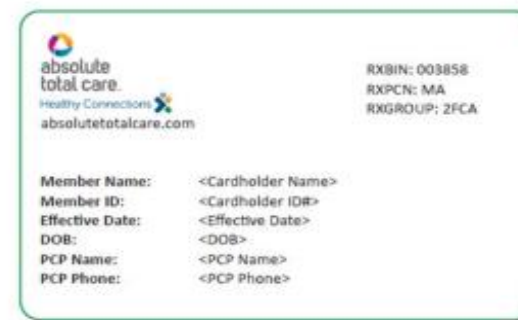 absolute
total care.
Healthy Connections
absolutetotalcare.com
RXBIN: 003858
RXPCN: MA
RXGROUP: 2FCA
Member Name: <Cardholder Name>
Member ID: <Cardholder ID#>
Effective Date: <Effective Date>
DOB: <DOB>
PCP Name: <PCP Name>
PCP Phone: <PCP Phone>